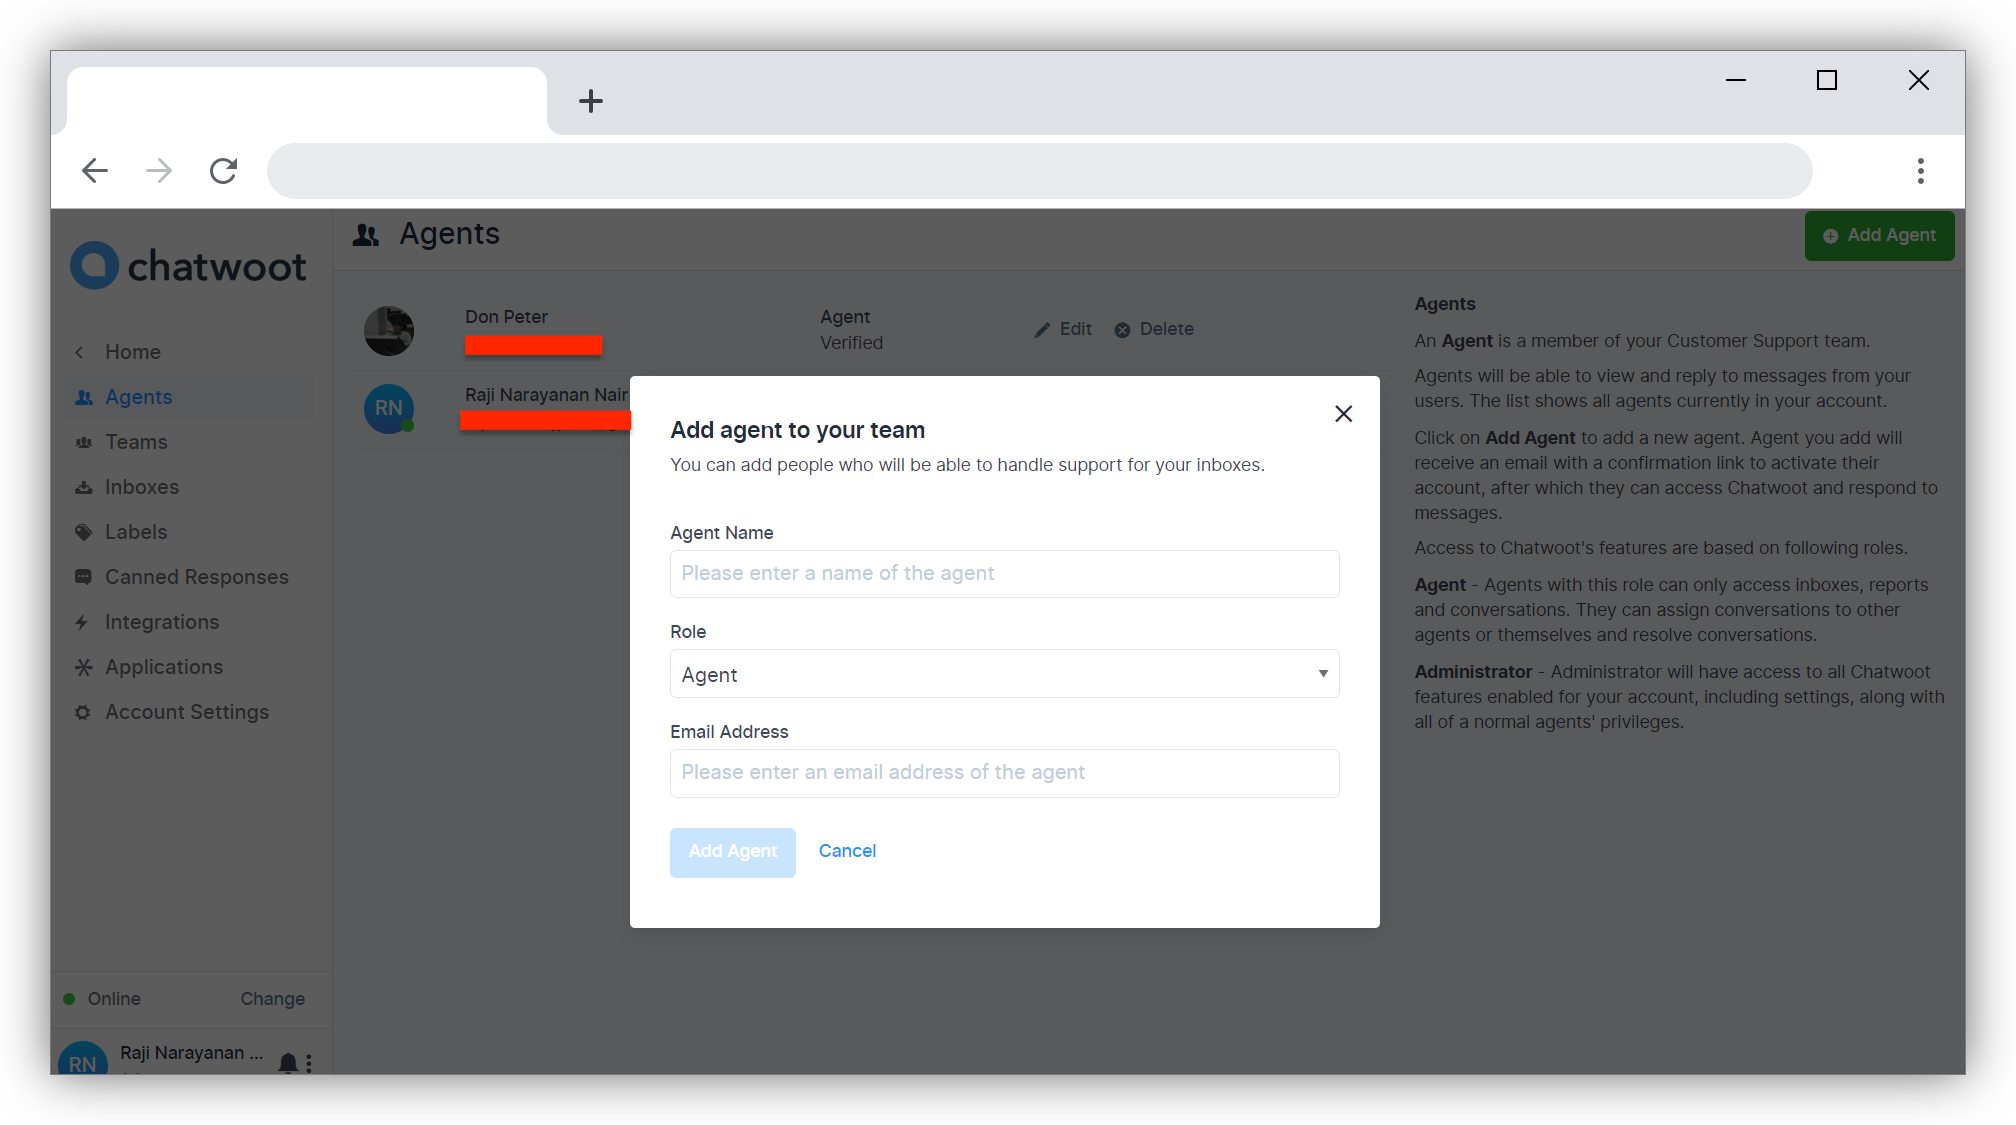 chatwoot
Home
Agents
Teams
Inboxes
Labels
Canned Responses
Integrations
Applications
Account Settings
Online Change
RN Raji Narayanan ...
Agents
Add Agent
Don Peter
Agent
Verified
Edit Delete
RN Raji Narayanan Nair
Add agent to your team
You can add people who will be able to handle support for your inboxes.
Agent Name
Please enter a name of the agent
Role
Agent
Email Address
Please enter an email address of the agent
Add Agent Cancel
Agents
An Agent is a member of your Customer Support team.
Agents will be able to view and reply to messages from your
users. The list shows all agents currently in your account.
Click on Add Agent to add a new agent. Agent you add will
receive an email with a confirmation link to activate their
account, after which they can access Chatwoot and respond to
messages.
Access to Chatwoot's features are based on following roles.
Agent - Agents with this role can only access inboxes, reports
and conversations. They can assign conversations to other
agents or themselves and resolve conversations.
Administrator - Administrator will have access to all Chatwoot
features enabled for your account, including settings, along with
all of a normal agents' privileges.